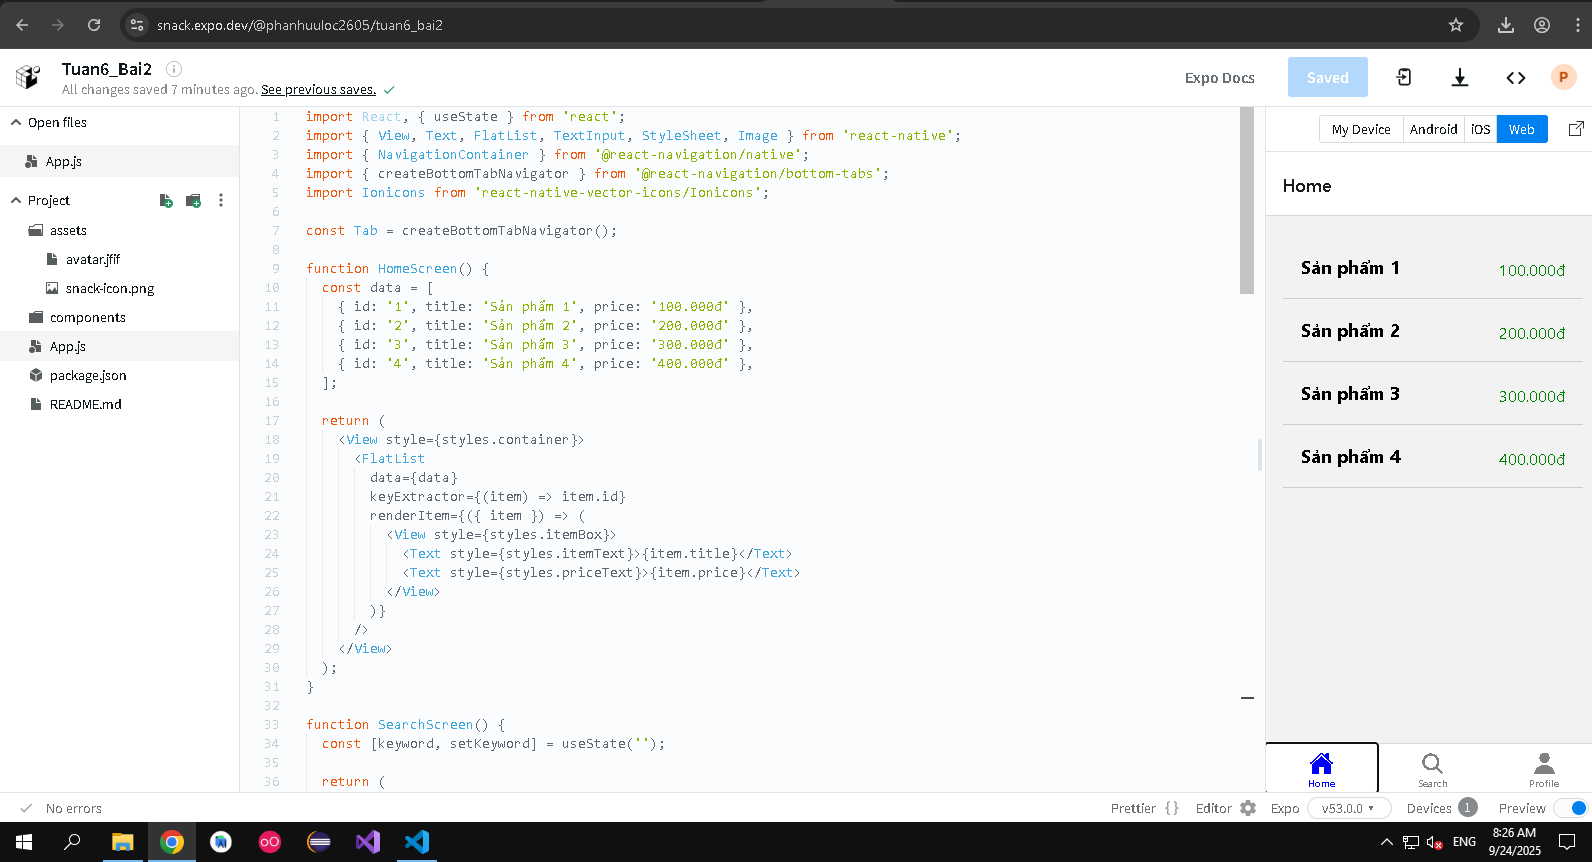 snack.expo.dev/@phanhuuloc2605/tuan6_bai2
Tuan6_Bai2
All changes saved 7 minutes ago. See previous saves.
Expo Docs
Saved
P
Open files
App.js
Project
assets
avatar.jfif
snack-icon.png
components
App.js
package.json
README.md
1 import React, { useState } from 'react';
2 import { View, Text, FlatList, TextInput, StyleSheet, Image } from 'react-native';
3 import { NavigationContainer } from '@react-navigation/native';
4 import { createBottomTabNavigator } from '@react-navigation/bottom-tabs';
5 import Ionicons from 'react-native-vector-icons/Ionicons';
6
7 const Tab = createBottomTabNavigator();
8
9 function HomeScreen() {
10 const data = [
11 { id: '1', title: 'Sản phẩm 1', price: '100.000đ' },
12 { id: '2', title: 'Sản phẩm 2', price: '200.000đ' },
13 { id: '3', title: 'Sản phẩm 3', price: '300.000đ' },
14 { id: '4', title: 'Sản phẩm 4', price: '400.000đ' },
15 ];
16
17 return (
18 <View style={styles.container}>
19 <FlatList
20 data={data}
21 keyExtractor={(item) => item.id}
22 renderItem={({ item }) => (
23 <View style={styles.itemBox}>
24 <Text style={styles.itemText}>{item.title}</Text>
25 <Text style={styles.priceText}>{item.price}</Text>
26 </View>
27 )}
28 />
29 </View>
30 );
31 }
32
33 function SearchScreen() {
34 const [keyword, setKeyword] = useState('');
35
36 return (
My Device Android iOS Web
Home
Sản phẩm 1 100.000đ
Sản phẩm 2 200.000đ
Sản phẩm 3 300.000đ
Sản phẩm 4 400.000đ
Home Search Profile
No errors
Prettier {} Editor Expo v53.0.0 Devices 1 Preview
ENG
8:26 AM
9/24/2025